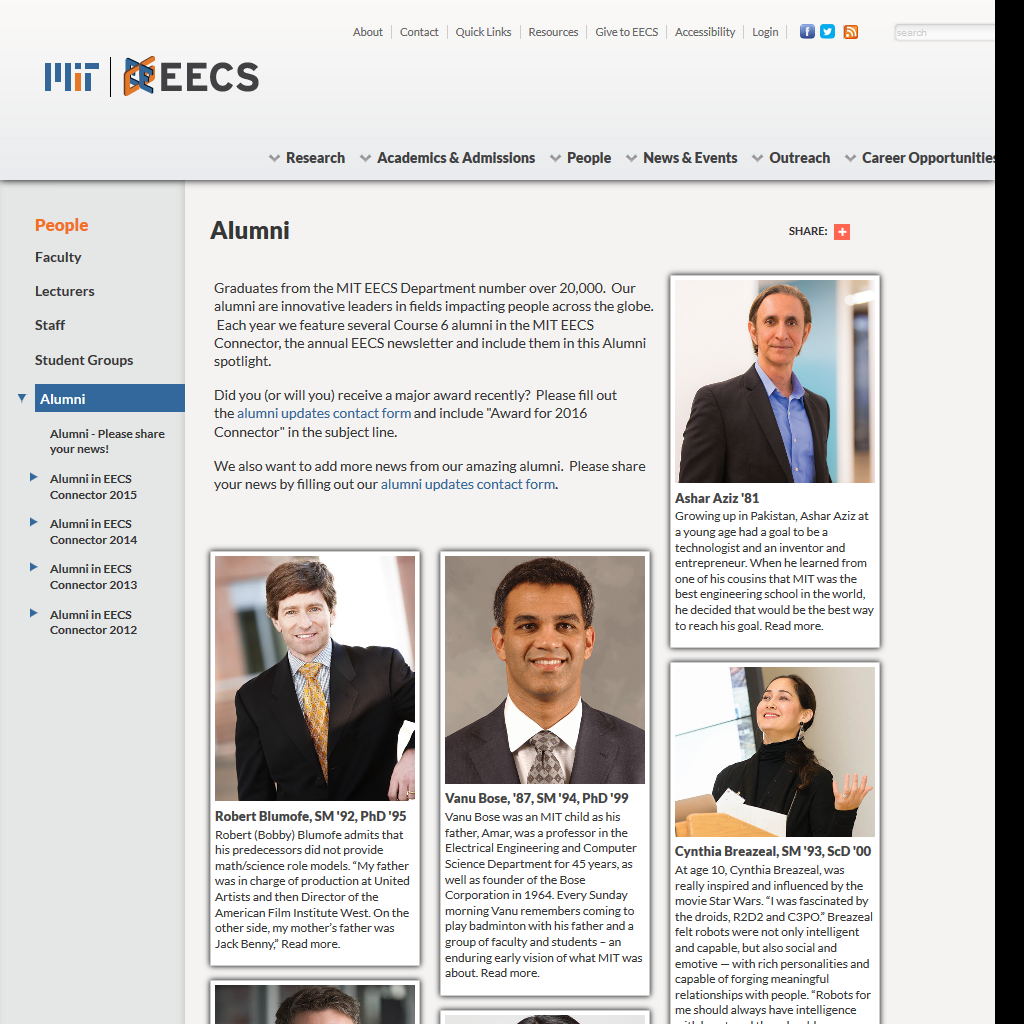 About
Contact
Quick Links
Resources
Give to EECS
Accessibility
Login
search
MIT
EECS
Research
Academics & Admissions
People
News & Events
Outreach
Career Opportunities
People
Faculty
Lecturers
Staff
Student Groups
Alumni
Alumni - Please share
your news!
Alumni in EECS
Connector 2015
Alumni in EECS
Connector 2014
Alumni in EECS
Connector 2013
Alumni in EECS
Connector 2012
Alumni
SHARE:
Graduates from the MIT EECS Department number over 20,000.  Our
alumni are innovative leaders in fields impacting people across the globe.
Each year we feature several Course 6 alumni in the MIT EECS
Connector, the annual EECS newsletter and include them in this Alumni
spotlight.
Did you (or will you) receive a major award recently?  Please fill out
the alumni updates contact form and include "Award for 2016
Connector" in the subject line.
We also want to add more news from our amazing alumni.  Please share
your news by filling out our alumni updates contact form.
Ashar Aziz '81
Growing up in Pakistan, Ashar Aziz at
a young age had a goal to be a
technologist and an inventor and
entrepreneur. When he learned from
one of his cousins that MIT was the
best engineering school in the world,
he decided that would be the best way
to reach his goal. Read more.
Robert Blumofe, SM '92, PhD '95
Robert (Bobby) Blumofe admits that
his predecessors did not provide
math/science role models. “My father
was in charge of production at United
Artists and then Director of the
American Film Institute West. On the
other side, my mother’s father was
Jack Benny,” Read more.
Vanu Bose, '87, SM '94, PhD '99
Vanu Bose was an MIT child as his
father, Amar, was a professor in the
Electrical Engineering and Computer
Science Department for 45 years, as
well as founder of the Bose
Corporation in 1964. Every Sunday
morning Vanu remembers coming to
play badminton with his father and a
group of faculty and students – an
enduring early vision of what MIT was
about. Read more.
Cynthia Breazeal, SM '93, ScD '00
At age 10, Cynthia Breazeal, was
really inspired and influenced by the
movie Star Wars. “I was fascinated by
the droids, R2D2 and C3PO.” Breazeal
felt robots were not only intelligent
and capable, but also social and
emotive — with rich personalities and
capable of forging meaningful
relationships with people. “Robots for
me should always have intelligence